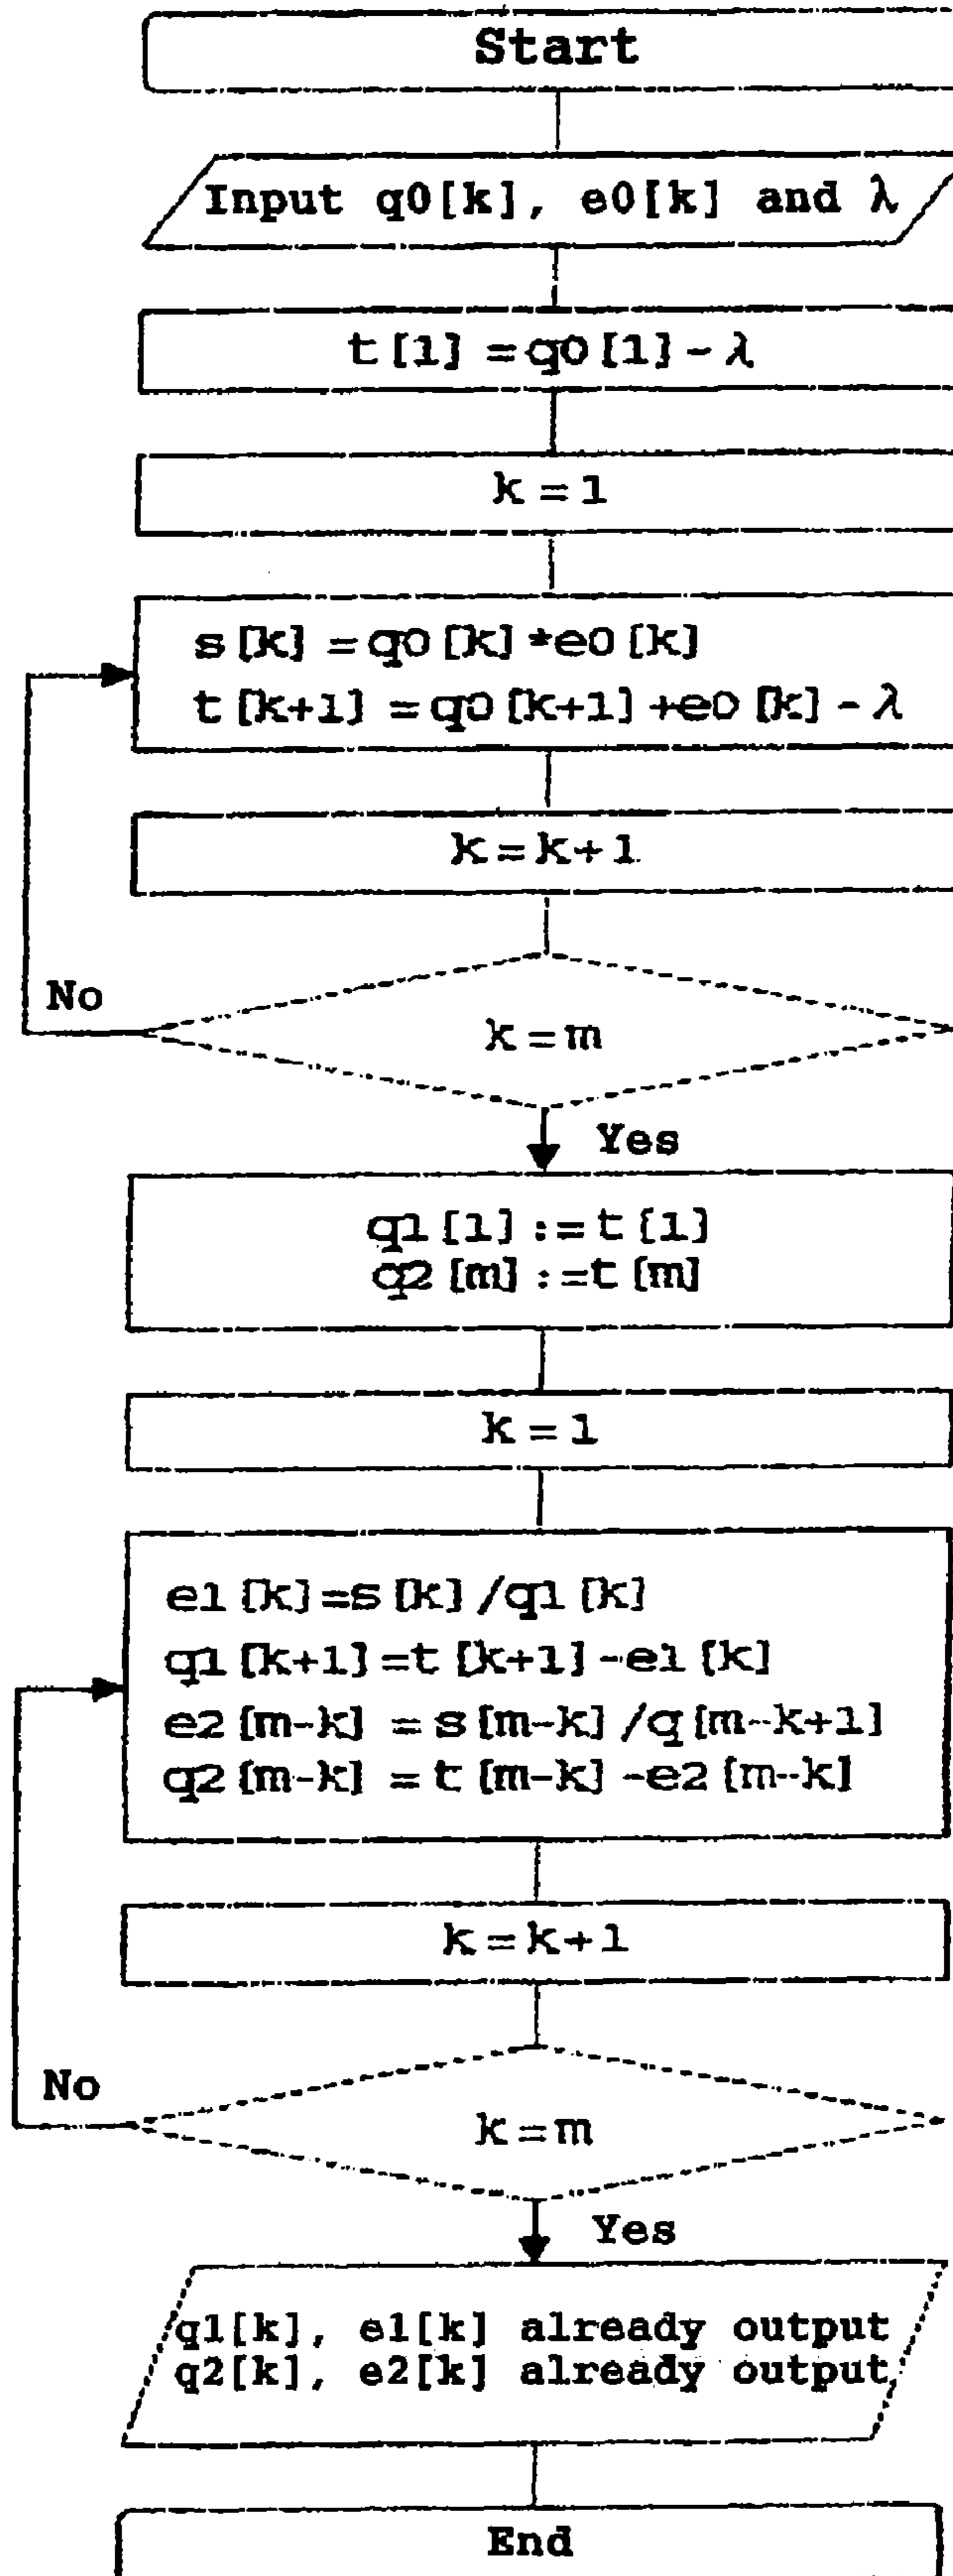 Start
Input q0[k], e0[k] and λ
t[1] =q0[1]-λ
k=1
s[k] =q0[k]*e0[k]
t[k+1] =q0[k+1]+e0[k]-λ
k=k+1
No
k=m
Yes
q1[1]:=t[1]
q2[m]:=t[m]
k=1
e1[k]=s[k]/q1[k]
q1[k+1]=t[k+1]-e1[k]
e2[m-k] =s[m-k]/q[m-k+1]
q2[m-k] =t[m-k]-e2[m-k]
k=k+1
No
k=m
Yes
q1[k], e1[k] already output
q2[k], e2[k] already output
End